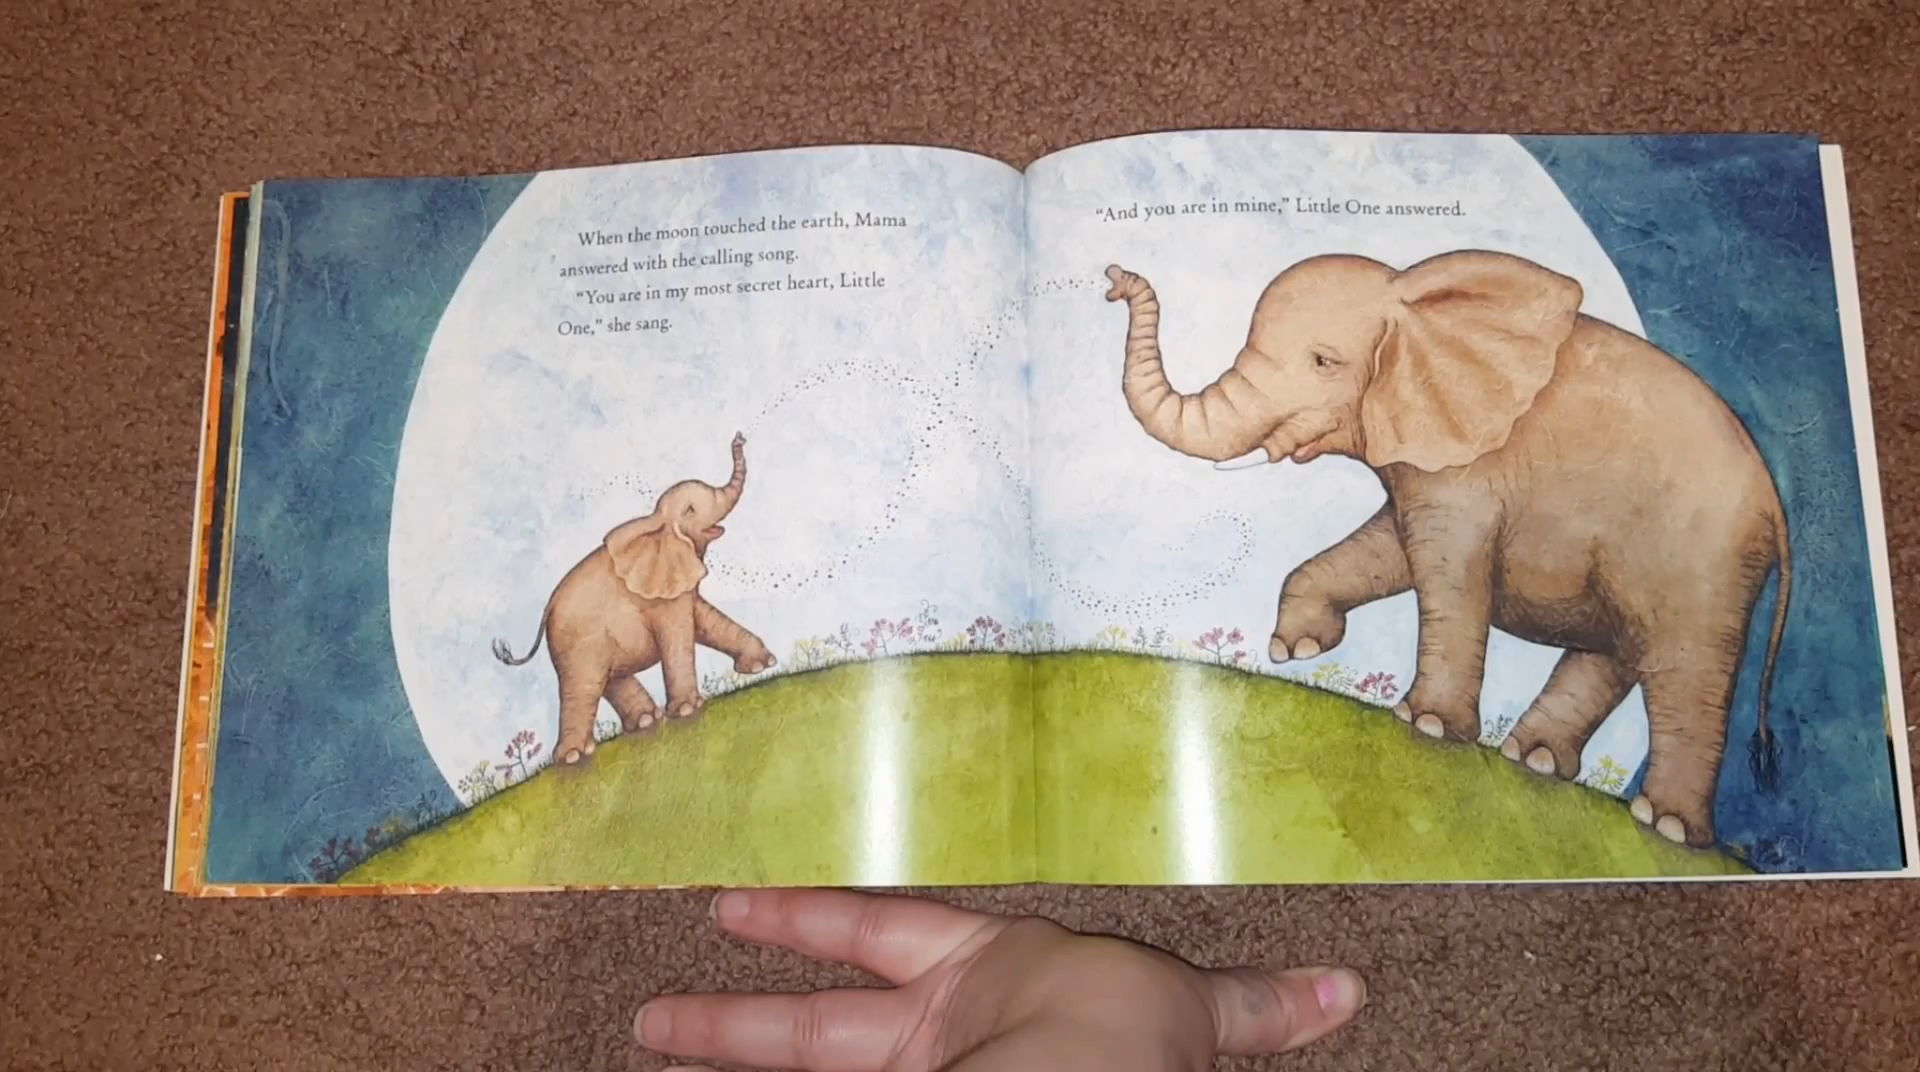 When the moon touched the earth, Mama
answered with the calling song.
“You are in my most secret heart, Little
One,” she sang.
“And you are in mine,” Little One answered.